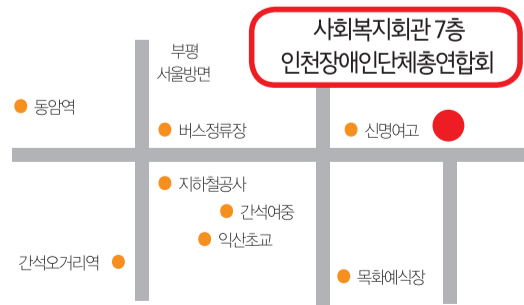 사회복지회관 7층
인천장애인단체총연합회
부평
서울방면
동암역
버스정류장
신명여고
지하철공사
간석여중
익산초교
간석오거리역
목화예식장